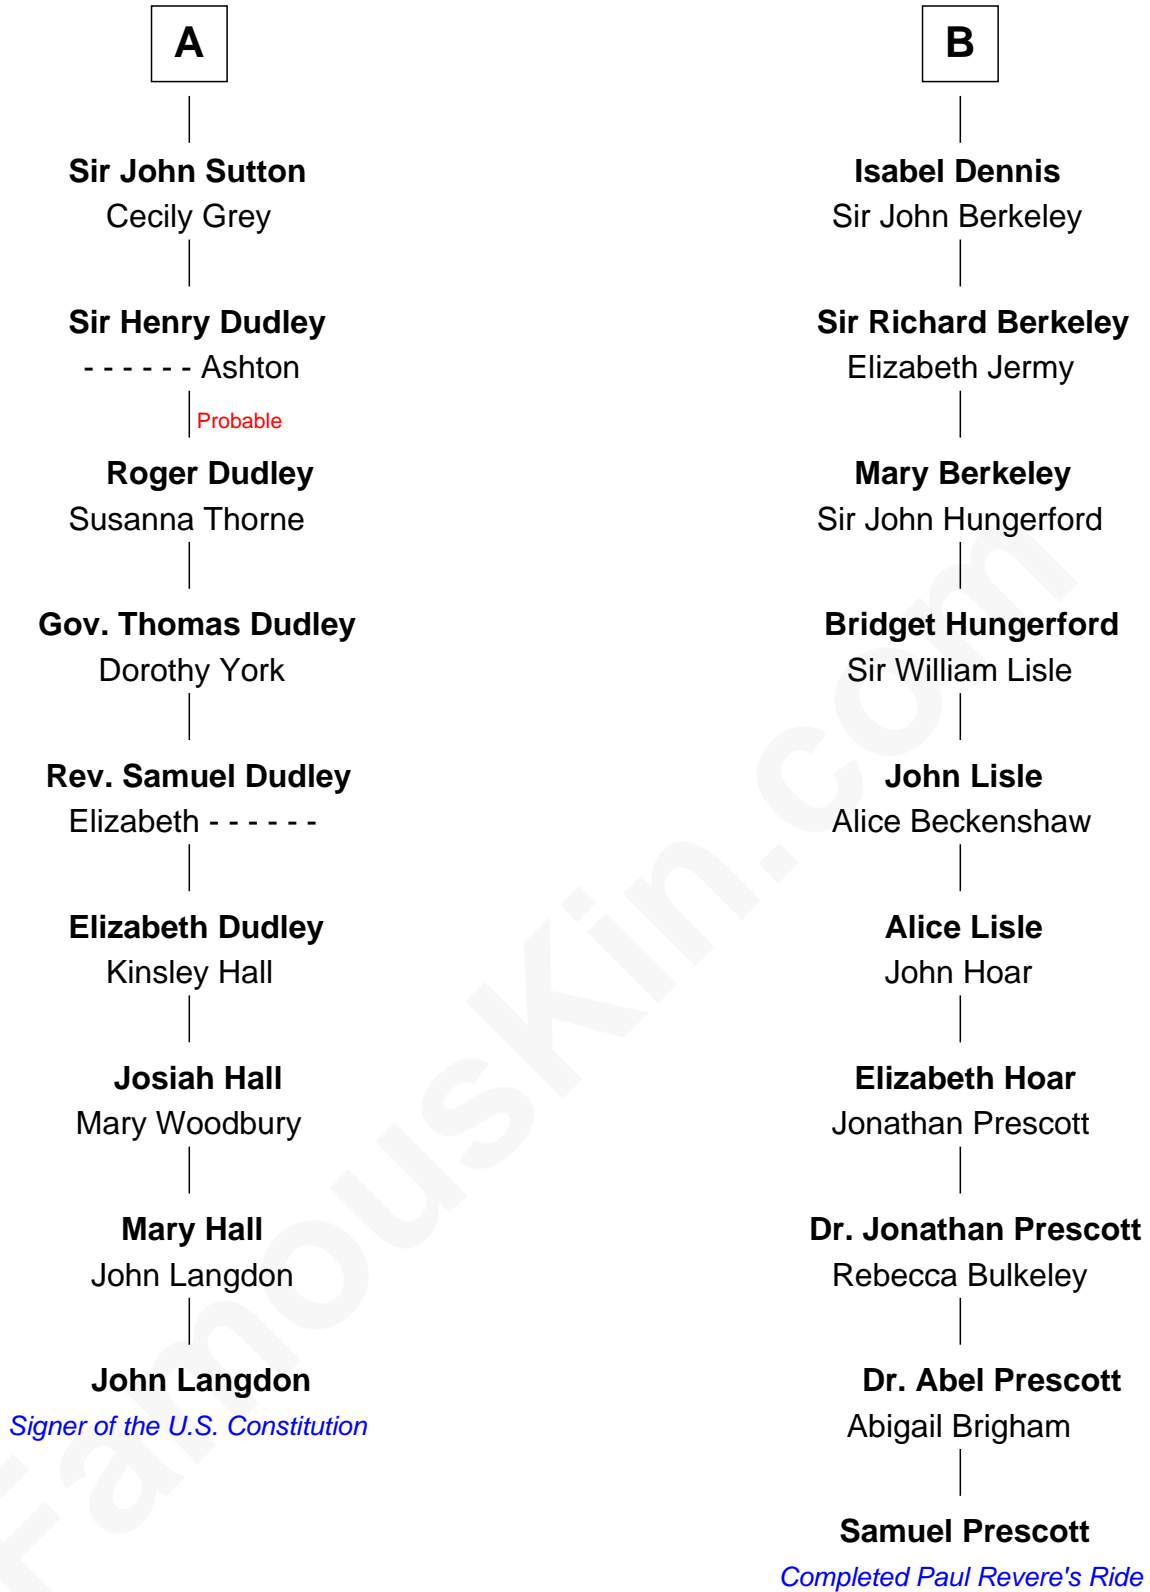 A
Sir John Sutton
Cecily Grey
Sir Henry Dudley
- - - - - - Ashton
Probable
Roger Dudley
Susanna Thorne
Gov. Thomas Dudley
Dorothy York
Rev. Samuel Dudley
Elizabeth - - - - - -
Elizabeth Dudley
Kinsley Hall
Josiah Hall
Mary Woodbury
Mary Hall
John Langdon
John Langdon
Signer of the U.S. Constitution
B
Isabel Dennis
Sir John Berkeley
Sir Richard Berkeley
Elizabeth Jermy
Mary Berkeley
Sir John Hungerford
Bridget Hungerford
Sir William Lisle
John Lisle
Alice Beckenshaw
Alice Lisle
John Hoar
Elizabeth Hoar
Jonathan Prescott
Dr. Jonathan Prescott
Rebecca Bulkeley
Dr. Abel Prescott
Abigail Brigham
Samuel Prescott
Completed Paul Revere's Ride
FamousKin.com